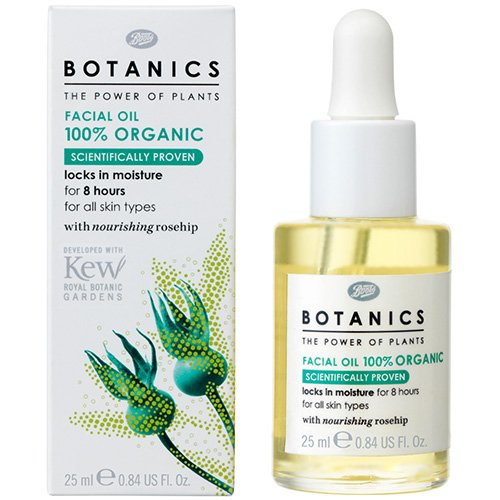 Boots
BOTANICS
THE POWER OF PLANTS
FACIAL OIL
100% ORGANIC
SCIENTIFICALLY PROVEN
locks in moisture
for 8 hours
for all skin types
with nourishing rosehip
DEVELOPED WITH
Kew
ROYAL BOTANIC
GARDENS
25 ml ℮ 0.84 US Fl. Oz.
Boots
BOTANICS
THE POWER OF PLANTS
FACIAL OIL 100% ORGANIC
SCIENTIFICALLY PROVEN
locks in moisture for 8 hours
for all skin types
with nourishing rosehip
25 ml ℮ 0.84 US Fl. Oz.